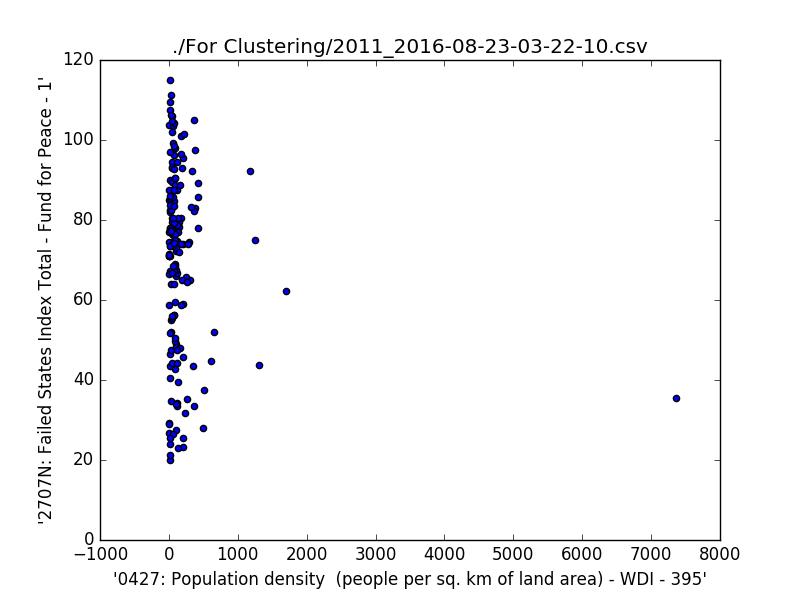 ./For Clustering/2011_2016-08-23-03-22-10.csv
120
100
80
60
40
20
0
'2707N: Failed States Index Total - Fund for Peace - 1'
−1000 0 1000 2000 3000 4000 5000 6000 7000 8000
'0427: Population density  (people per sq. km of land area) - WDI - 395'